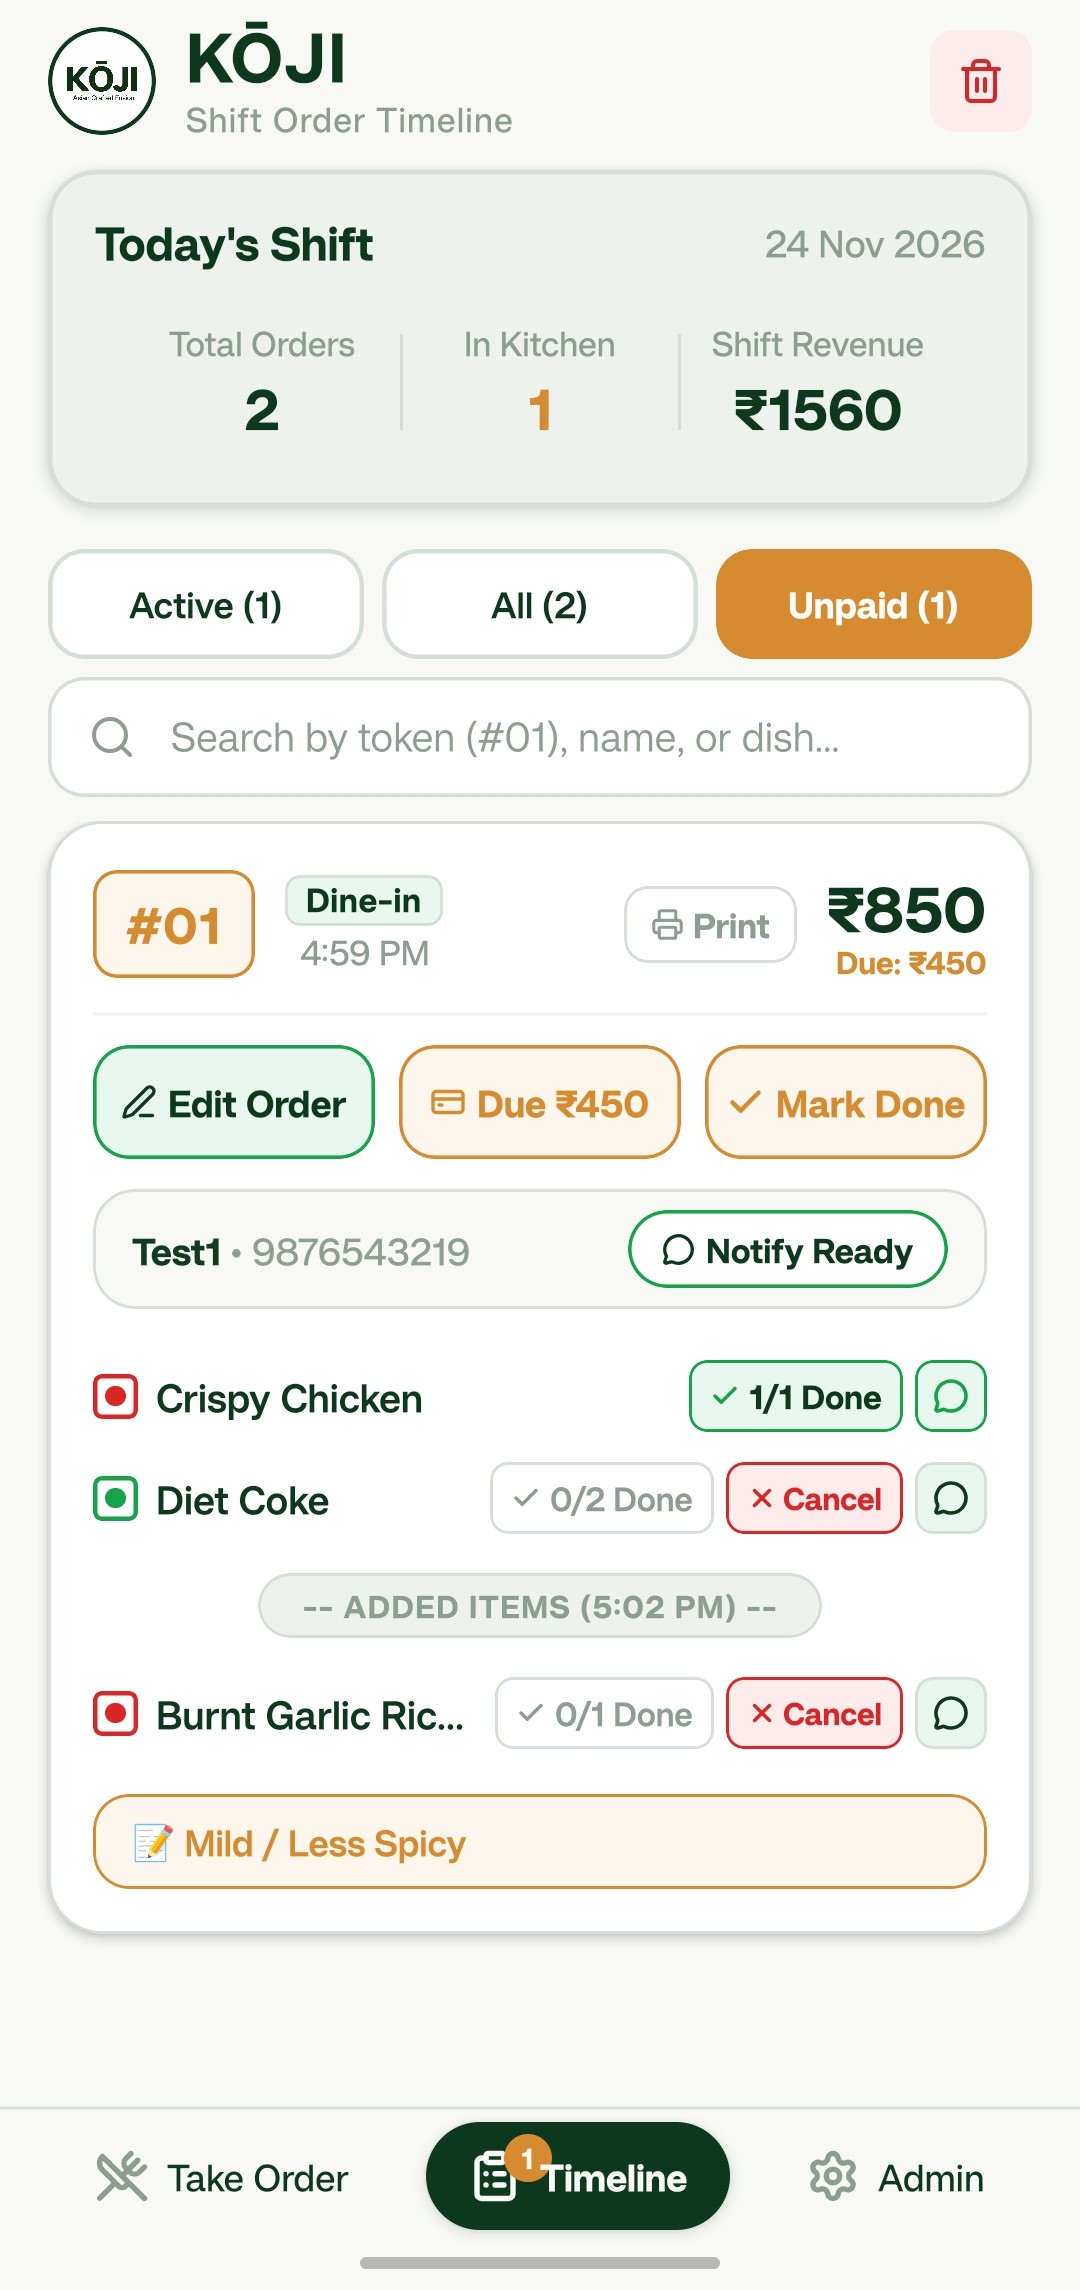 KŌJI
Asian Crafted Fusion
KŌJI
Shift Order Timeline
Today's Shift
24 Nov 2026
Total Orders
2
In Kitchen
1
Shift Revenue
₹1560
Active (1)
All (2)
Unpaid (1)
Search by token (#01), name, or dish...
#01
Dine-in
4:59 PM
Print
₹850
Due: ₹450
Edit Order
Due ₹450
Mark Done
Test1 • 9876543219
Notify Ready
Crispy Chicken
1/1 Done
Diet Coke
0/2 Done
Cancel
-- ADDED ITEMS (5:02 PM) --
Burnt Garlic Ric...
0/1 Done
Cancel
Mild / Less Spicy
Take Order
1
Timeline
Admin